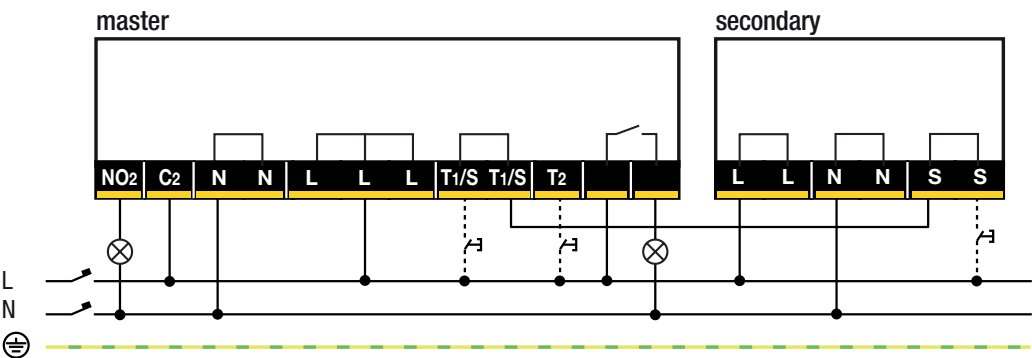 master secondary
NO2 C2 N N L L L T1/S T1/S T2 L L N N S S
L
N